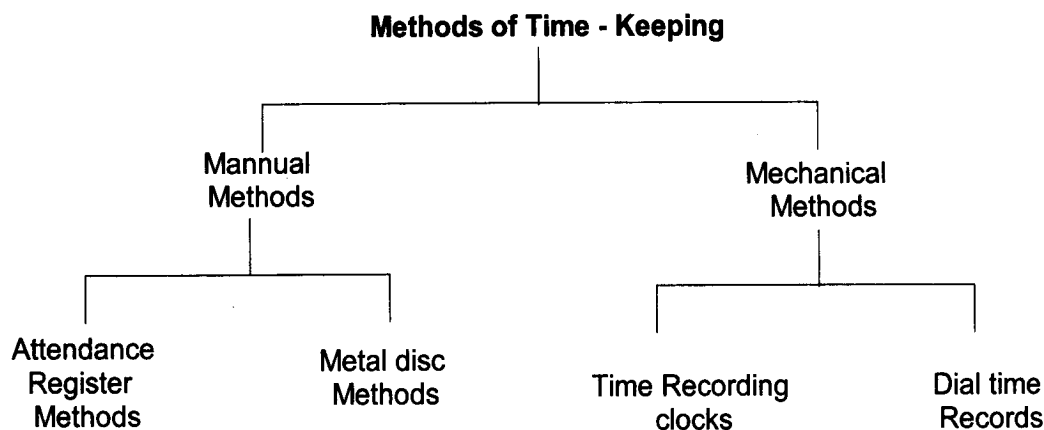 Methods of Time - Keeping
Mannual
Methods
Mechanical
Methods
Attendance
Register
Methods
Metal disc
Methods
Time Recording
clocks
Dial time
Records